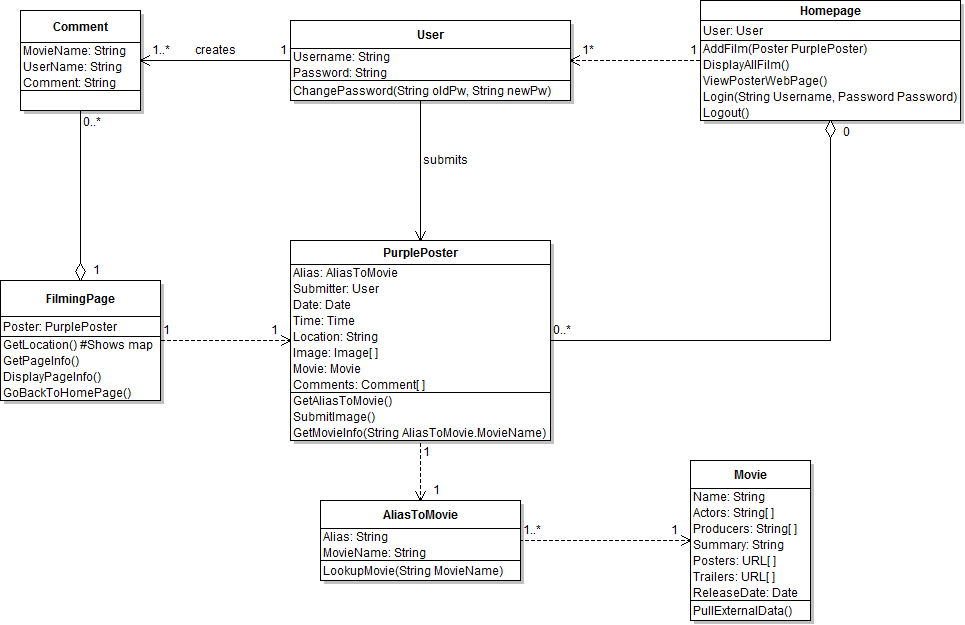 Comment
MovieName: String
UserName: String
Comment: String
1..*
creates
1
User
Username: String
Password: String
ChangePassword(String oldPw, String newPw)
1*
1
Homepage
User: User
AddFilm(Poster PurplePoster)
DisplayAllFilm()
ViewPosterWebPage()
Login(String Username, Password Password)
Logout()
0..*
0
submits
1
FilmingPage
Poster: PurplePoster
GetLocation() #Shows map
GetPageInfo()
DisplayPageInfo()
GoBackToHomePage()
1
1
PurplePoster
Alias: AliasToMovie
Submitter: User
Date: Date
Time: Time
Location: String
Image: Image[ ]
Movie: Movie
Comments: Comment[ ]
GetAliasToMovie()
SubmitImage()
GetMovieInfo(String AliasToMovie.MovieName)
0..*
1
1
AliasToMovie
Alias: String
MovieName: String
LookupMovie(String MovieName)
1..*
1
Movie
Name: String
Actors: String[ ]
Producers: String[ ]
Summary: String
Posters: URL[ ]
Trailers: URL[ ]
ReleaseDate: Date
PullExternalData()